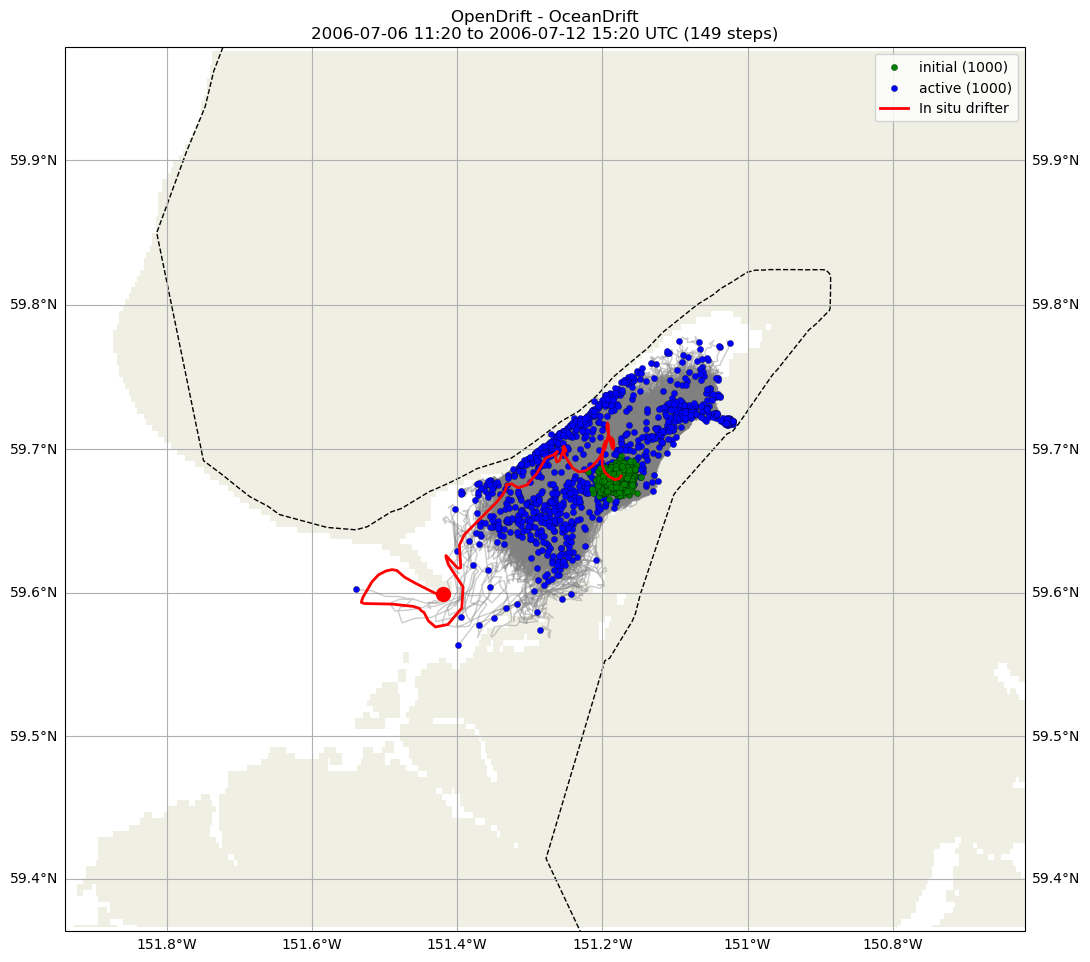 OpenDrift - OceanDrift
2006-07-06 11:20 to 2006-07-12 15:20 UTC (149 steps)
initial (1000)
active (1000)
In situ drifter
59.9°N
59.9°N
59.8°N
59.8°N
59.7°N
59.7°N
59.6°N
59.6°N
59.5°N
59.5°N
59.4°N
59.4°N
151.8°W
151.6°W
151.4°W
151.2°W
151°W
150.8°W